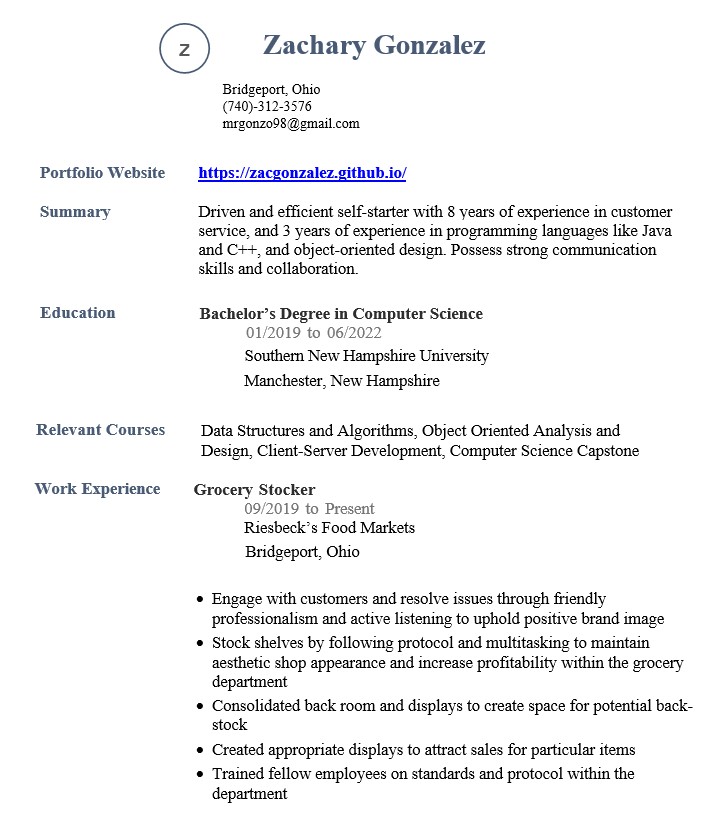 Z
Zachary Gonzalez
Bridgeport, Ohio
(740)-312-3576
mrgonzo98@gmail.com
Portfolio Website
https://zacgonzalez.github.io/
Summary
Driven and efficient self-starter with 8 years of experience in customer
service, and 3 years of experience in programming languages like Java
and C++, and object-oriented design. Possess strong communication
skills and collaboration.
Education
Bachelor’s Degree in Computer Science
01/2019 to 06/2022
Southern New Hampshire University
Manchester, New Hampshire
Relevant Courses
Data Structures and Algorithms, Object Oriented Analysis and
Design, Client-Server Development, Computer Science Capstone
Work Experience
Grocery Stocker
09/2019 to Present
Riesbeck’s Food Markets
Bridgeport, Ohio
• Engage with customers and resolve issues through friendly
professionalism and active listening to uphold positive brand image
• Stock shelves by following protocol and multitasking to maintain
aesthetic shop appearance and increase profitability within the grocery
department
• Consolidated back room and displays to create space for potential back-
stock
• Created appropriate displays to attract sales for particular items
• Trained fellow employees on standards and protocol within the
department